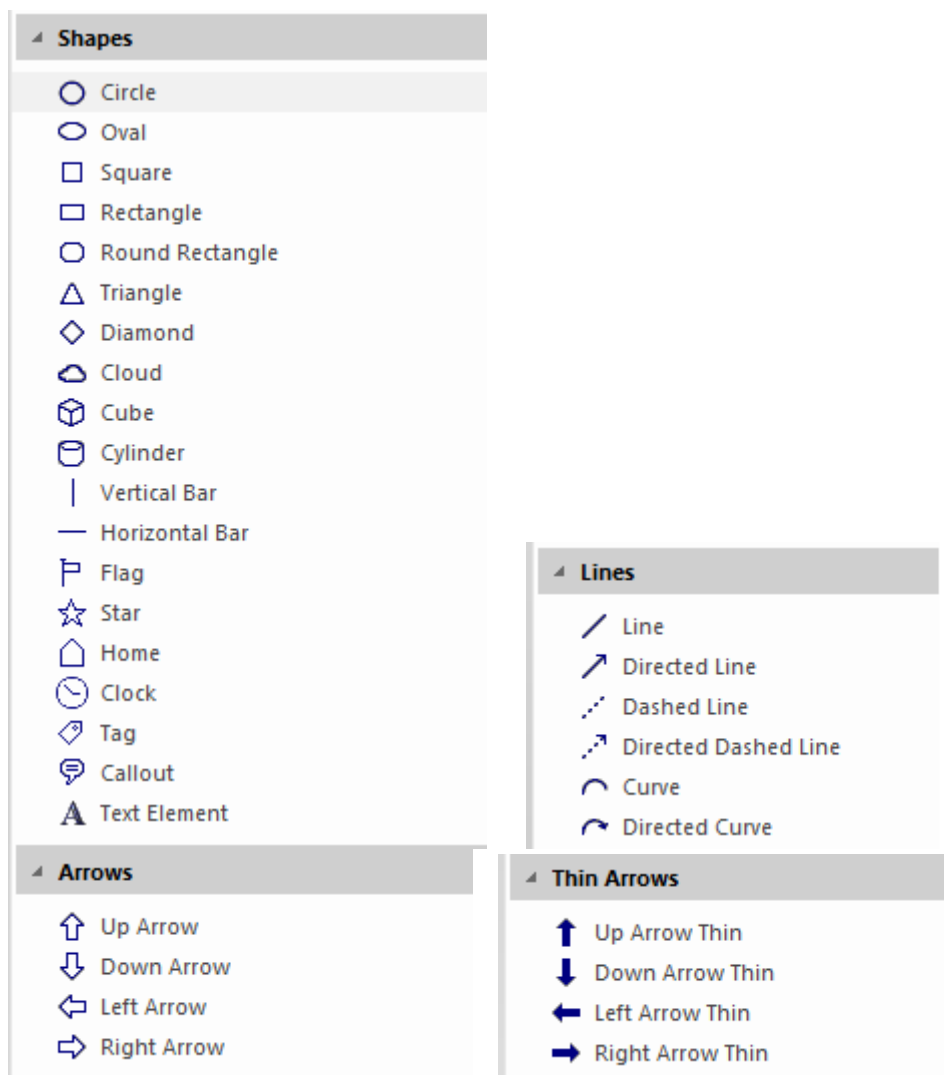 Shapes
Circle
Oval
Square
Rectangle
Round Rectangle
Triangle
Diamond
Cloud
Cube
Cylinder
Vertical Bar
Horizontal Bar
Flag
Star
Home
Clock
Tag
Callout
Text Element
Lines
Line
Directed Line
Dashed Line
Directed Dashed Line
Curve
Directed Curve
Arrows
Up Arrow
Down Arrow
Left Arrow
Right Arrow
Thin Arrows
Up Arrow Thin
Down Arrow Thin
Left Arrow Thin
Right Arrow Thin